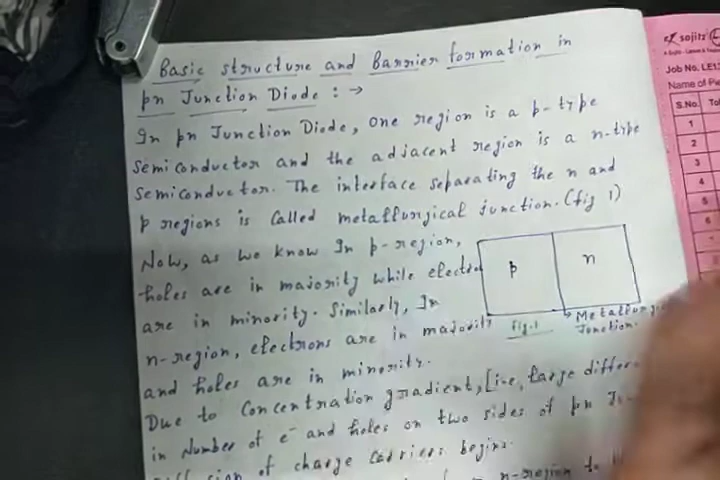 Basic structure and Barrier formation in
pn Junction Diode : →
In pn Junction Diode, one region is a p-type
semiconductor and the adjacent region is a n-type
semiconductor. The interface separating the n and
p regions is called metallurgical junction. (fig 1)
Now, as we know In p-region,
holes are in majority while
are in minority. Similarly, In
n-region, electrons are in majority
and holes are in minority.
Due to Concentration gradient, [i.e, large
in Number of e⁻ and holes on two sides of pn
of charge carriers begins.
n-region to
p
n
fig.1
Junction.
sojitz
Job No.
Name of
S.No.
1
2
3
4
5
6